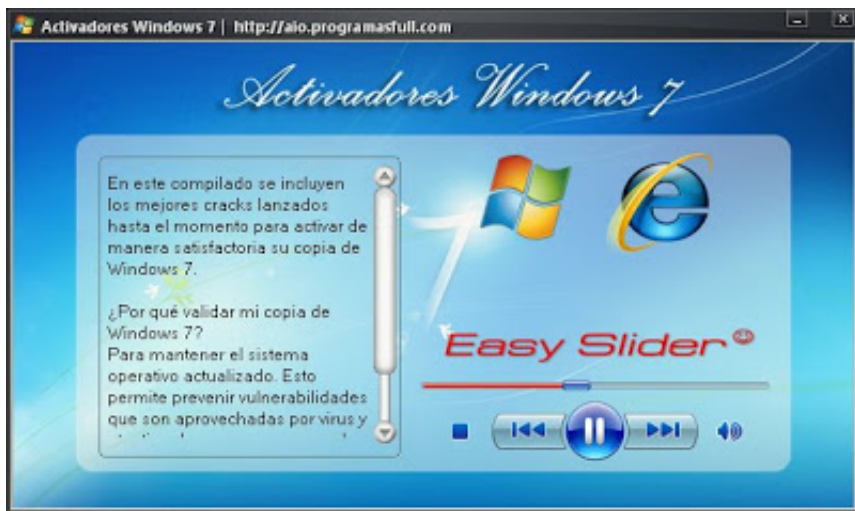 Activadores Windows 7 | http://aio.programasfull.com
Activadores Windows 7
En este compilado se incluyen
los mejores cracks lanzados
hasta el momento para activar de
manera satisfactoria su copia de
Windows 7.
¿Por qué validar mi copia de
Windows 7?
Para mantener el sistema
operativo actualizado. Esto
permite prevenir vulnerabilidades
que son aprovechadas por virus y
Easy Slider